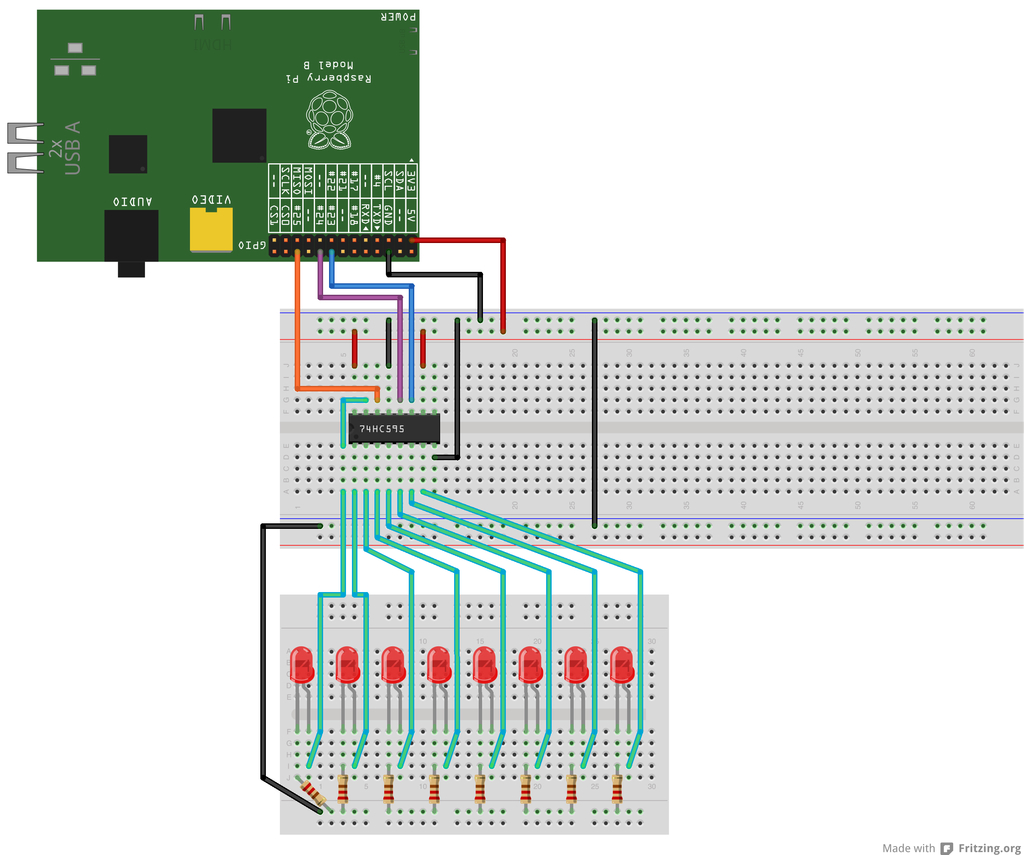 POWER
HDMI
Raspberry Pi
Model B
2x
USB A
AUDIO
VIDEO
GPIO
-- SCLK MISO MOSI -- #22 #21 #17 -- #4 SCL SDA 3V3
CS1 CS0 #25 -- #24 #23 -- #18 RXD TXD GND -- 5V
74HC595
Made with Fritzing.org